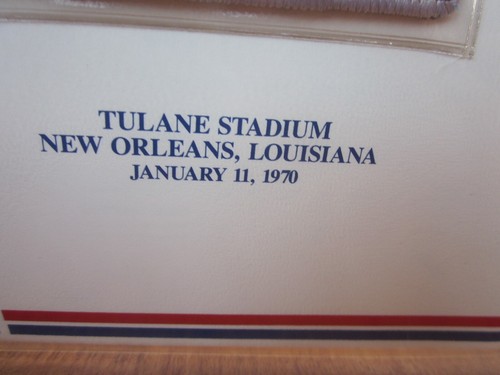 TULANE STADIUM
NEW ORLEANS, LOUISIANA
JANUARY 11, 1970